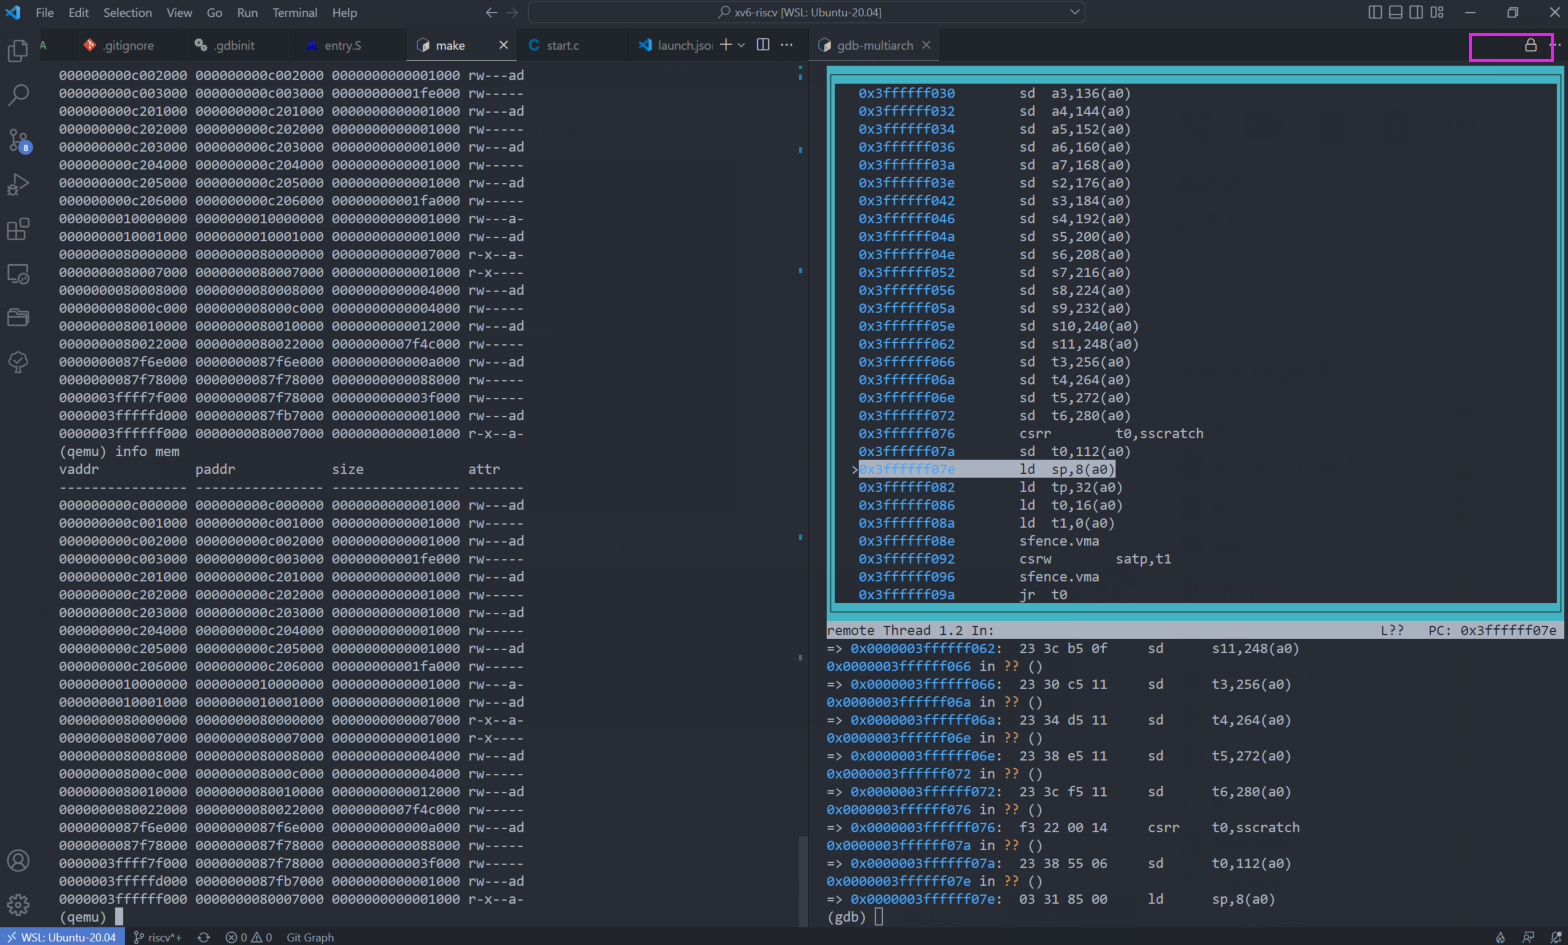 File Edit Selection View Go Run Terminal Help
xv6-riscv [WSL: Ubuntu-20.04]
A .gitignore .gdbinit entry.S make start.c launch.jso
gdb-multiarch
000000000c002000 000000000c002000 0000000000001000 rw---ad
000000000c003000 000000000c003000 00000000001fe000 rw-----
000000000c201000 000000000c201000 0000000000001000 rw---ad
000000000c202000 000000000c202000 0000000000001000 rw-----
000000000c203000 000000000c203000 0000000000001000 rw---ad
000000000c204000 000000000c204000 0000000000001000 rw-----
000000000c205000 000000000c205000 0000000000001000 rw---ad
000000000c206000 000000000c206000 00000000001fa000 rw-----
0000000010000000 0000000010000000 0000000000001000 rw---a-
0000000010001000 0000000010001000 0000000000001000 rw---ad
0000000080000000 0000000080000000 0000000000007000 r-x--a-
0000000080007000 0000000080007000 0000000000001000 r-x----
0000000080008000 0000000080008000 0000000000004000 rw---ad
000000008000c000 000000008000c000 0000000000004000 rw-----
0000000080010000 0000000080010000 0000000000012000 rw---ad
0000000080022000 0000000080022000 0000000007f4c000 rw-----
0000000087f6e000 0000000087f6e000 000000000000a000 rw---ad
0000000087f78000 0000000087f78000 0000000000088000 rw-----
0000003ffff7f000 0000000087f78000 000000000003f000 rw-----
0000003fffffd000 0000000087fb7000 0000000000001000 rw---ad
0000003ffffff000 0000000080007000 0000000000001000 r-x--a-
(qemu) info mem
vaddr paddr size attr
---------------- ---------------- ---------------- -------
000000000c000000 000000000c000000 0000000000001000 rw---ad
000000000c001000 000000000c001000 0000000000001000 rw-----
000000000c002000 000000000c002000 0000000000001000 rw---ad
000000000c003000 000000000c003000 00000000001fe000 rw-----
000000000c201000 000000000c201000 0000000000001000 rw---ad
000000000c202000 000000000c202000 0000000000001000 rw-----
000000000c203000 000000000c203000 0000000000001000 rw---ad
000000000c204000 000000000c204000 0000000000001000 rw-----
000000000c205000 000000000c205000 0000000000001000 rw---ad
000000000c206000 000000000c206000 00000000001fa000 rw-----
0000000010000000 0000000010000000 0000000000001000 rw---a-
0000000010001000 0000000010001000 0000000000001000 rw---ad
0000000080000000 0000000080000000 0000000000007000 r-x--a-
0000000080007000 0000000080007000 0000000000001000 r-x----
0000000080008000 0000000080008000 0000000000004000 rw---ad
000000008000c000 000000008000c000 0000000000004000 rw-----
0000000080010000 0000000080010000 0000000000012000 rw---ad
0000000080022000 0000000080022000 0000000007f4c000 rw-----
0000000087f6e000 0000000087f6e000 000000000000a000 rw---ad
0000000087f78000 0000000087f78000 0000000000088000 rw-----
0000003ffff7f000 0000000087f78000 000000000003f000 rw-----
0000003fffffd000 0000000087fb7000 0000000000001000 rw---ad
0000003ffffff000 0000000080007000 0000000000001000 r-x--a-
(qemu)
0x3ffffff030 sd a3,136(a0)
0x3ffffff032 sd a4,144(a0)
0x3ffffff034 sd a5,152(a0)
0x3ffffff036 sd a6,160(a0)
0x3ffffff03a sd a7,168(a0)
0x3ffffff03e sd s2,176(a0)
0x3ffffff042 sd s3,184(a0)
0x3ffffff046 sd s4,192(a0)
0x3ffffff04a sd s5,200(a0)
0x3ffffff04e sd s6,208(a0)
0x3ffffff052 sd s7,216(a0)
0x3ffffff056 sd s8,224(a0)
0x3ffffff05a sd s9,232(a0)
0x3ffffff05e sd s10,240(a0)
0x3ffffff062 sd s11,248(a0)
0x3ffffff066 sd t3,256(a0)
0x3ffffff06a sd t4,264(a0)
0x3ffffff06e sd t5,272(a0)
0x3ffffff072 sd t6,280(a0)
0x3ffffff076 csrr t0,sscratch
0x3ffffff07a sd t0,112(a0)
>0x3ffffff07e ld sp,8(a0)
0x3ffffff082 ld tp,32(a0)
0x3ffffff086 ld t0,16(a0)
0x3ffffff08a ld t1,0(a0)
0x3ffffff08e sfence.vma
0x3ffffff092 csrw satp,t1
0x3ffffff096 sfence.vma
0x3ffffff09a jr t0
remote Thread 1.2 In: L?? PC: 0x3ffffff07e
=> 0x0000003ffffff062: 23 3c b5 0f sd s11,248(a0)
0x0000003ffffff066 in ?? ()
=> 0x0000003ffffff066: 23 30 c5 11 sd t3,256(a0)
0x0000003ffffff06a in ?? ()
=> 0x0000003ffffff06a: 23 34 d5 11 sd t4,264(a0)
0x0000003ffffff06e in ?? ()
=> 0x0000003ffffff06e: 23 38 e5 11 sd t5,272(a0)
0x0000003ffffff072 in ?? ()
=> 0x0000003ffffff072: 23 3c f5 11 sd t6,280(a0)
0x0000003ffffff076 in ?? ()
=> 0x0000003ffffff076: f3 22 00 14 csrr t0,sscratch
0x0000003ffffff07a in ?? ()
=> 0x0000003ffffff07a: 23 38 55 06 sd t0,112(a0)
0x0000003ffffff07e in ?? ()
=> 0x0000003ffffff07e: 03 31 85 00 ld sp,8(a0)
(gdb)
8
WSL: Ubuntu-20.04 riscv*+ 0 0 Git Graph